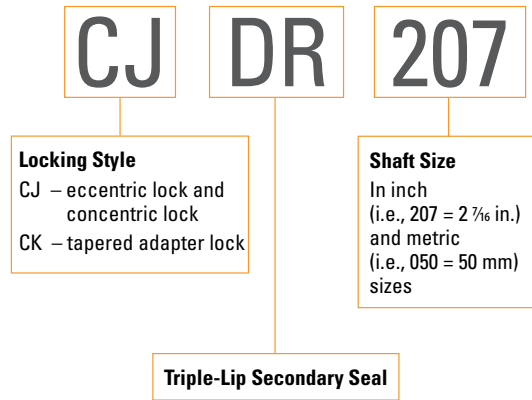 CJ DR 207
Locking Style
CJ – eccentric lock and
concentric lock
CK – tapered adapter lock
Shaft Size
In inch
(i.e., 207 = 2 7⁄16 in.)
and metric
(i.e., 050 = 50 mm)
sizes
Triple-Lip Secondary Seal